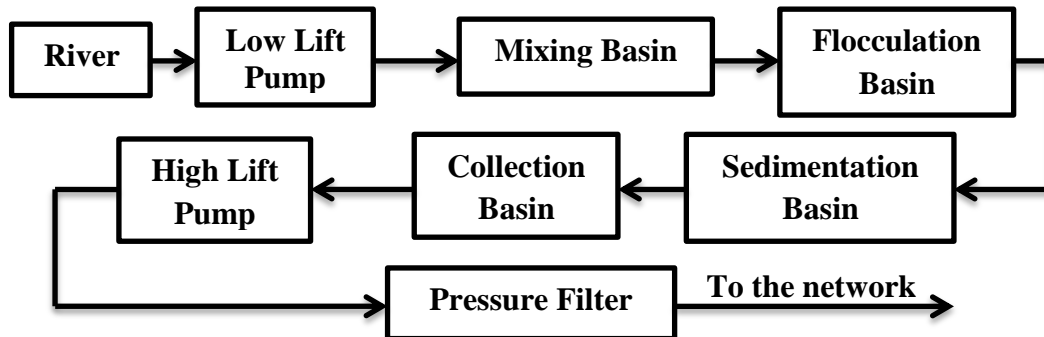 River
Low Lift
Pump
Mixing Basin
Flocculation
Basin
Sedimentation
Basin
Collection
Basin
High Lift
Pump
Pressure Filter
To the network